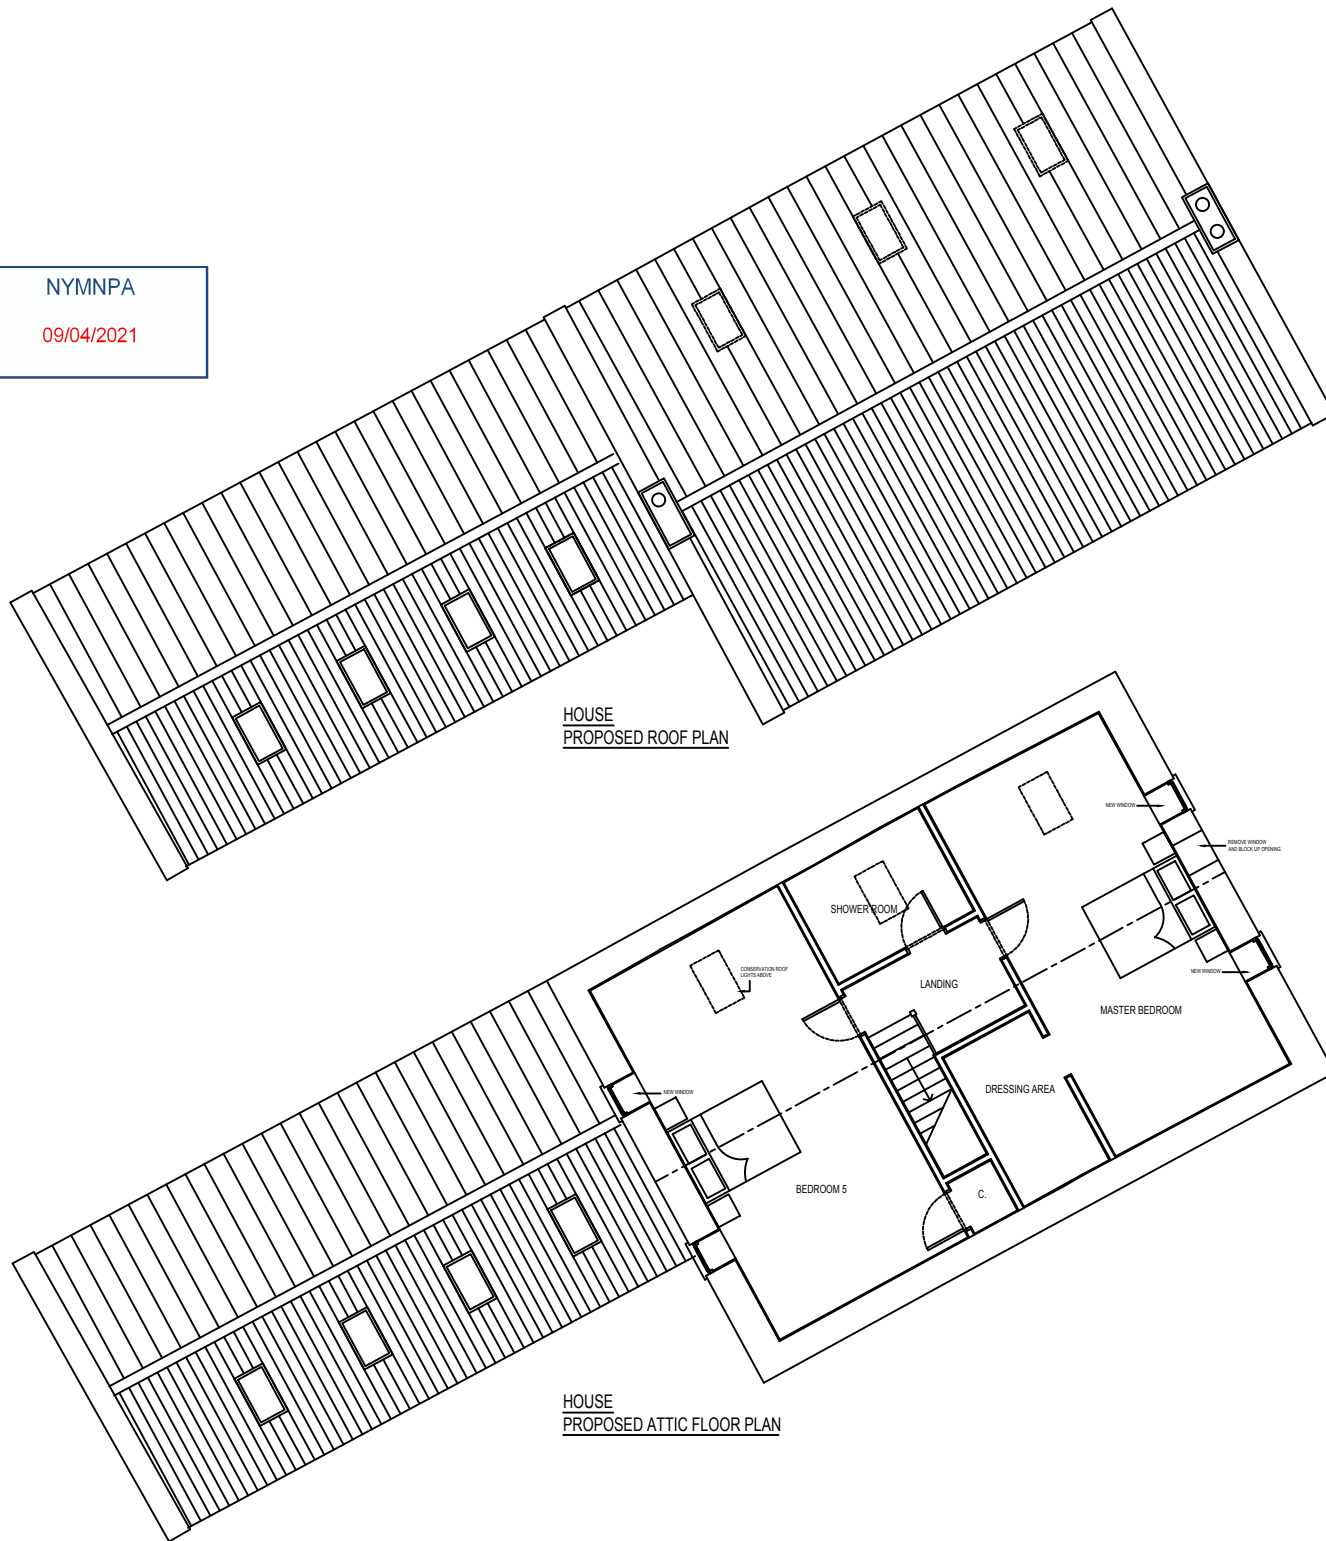 NYMNPA
09/04/2021
HOUSE
PROPOSED ROOF PLAN
NEW WINDOW
REMOVE WINDOW
AND BLOCK UP OPENING
SHOWER ROOM
CONSERVATION ROOF
LIGHTS ABOVE
LANDING
NEW WINDOW
MASTER BEDROOM
NEW WINDOW
DRESSING AREA
BEDROOM 5
C.
HOUSE
PROPOSED ATTIC FLOOR PLAN